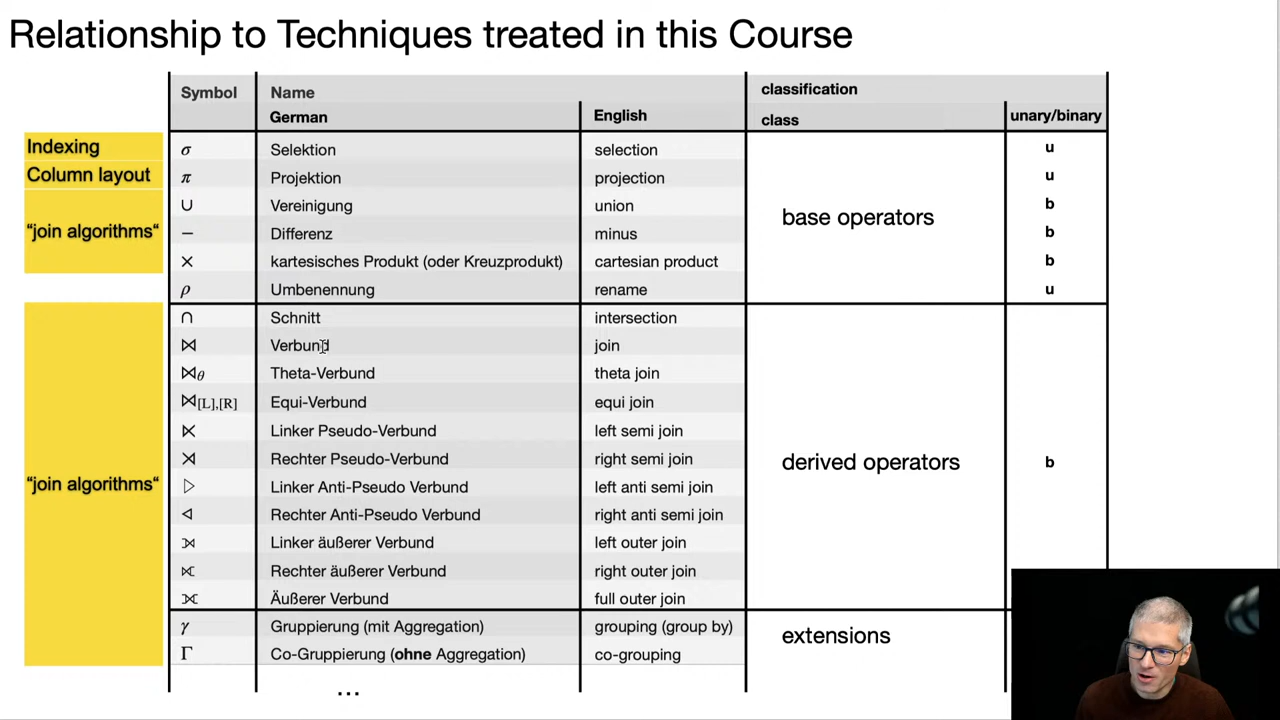 Relationship to Techniques treated in this Course
Symbol Name classification
German English class unary/binary
Indexing σ Selektion selection u
Column layout π Projektion projection u
∪ Vereinigung union base operators b
“join algorithms“ − Differenz minus b
× kartesisches Produkt (oder Kreuzprodukt) cartesian product b
ρ Umbenennung rename u
∩ Schnitt intersection
⋈ Verbund join
⋈θ Theta-Verbund theta join
⋈[L],[R] Equi-Verbund equi join
⋉ Linker Pseudo-Verbund left semi join
⋊ Rechter Pseudo-Verbund right semi join derived operators b
“join algorithms“ ▷ Linker Anti-Pseudo Verbund left anti semi join
◁ Rechter Anti-Pseudo Verbund right anti semi join
⟕ Linker äußerer Verbund left outer join
⟖ Rechter äußerer Verbund right outer join
⟗ Äußerer Verbund full outer join
γ Gruppierung (mit Aggregation) grouping (group by) extensions
Γ Co-Gruppierung (ohne Aggregation) co-grouping
...